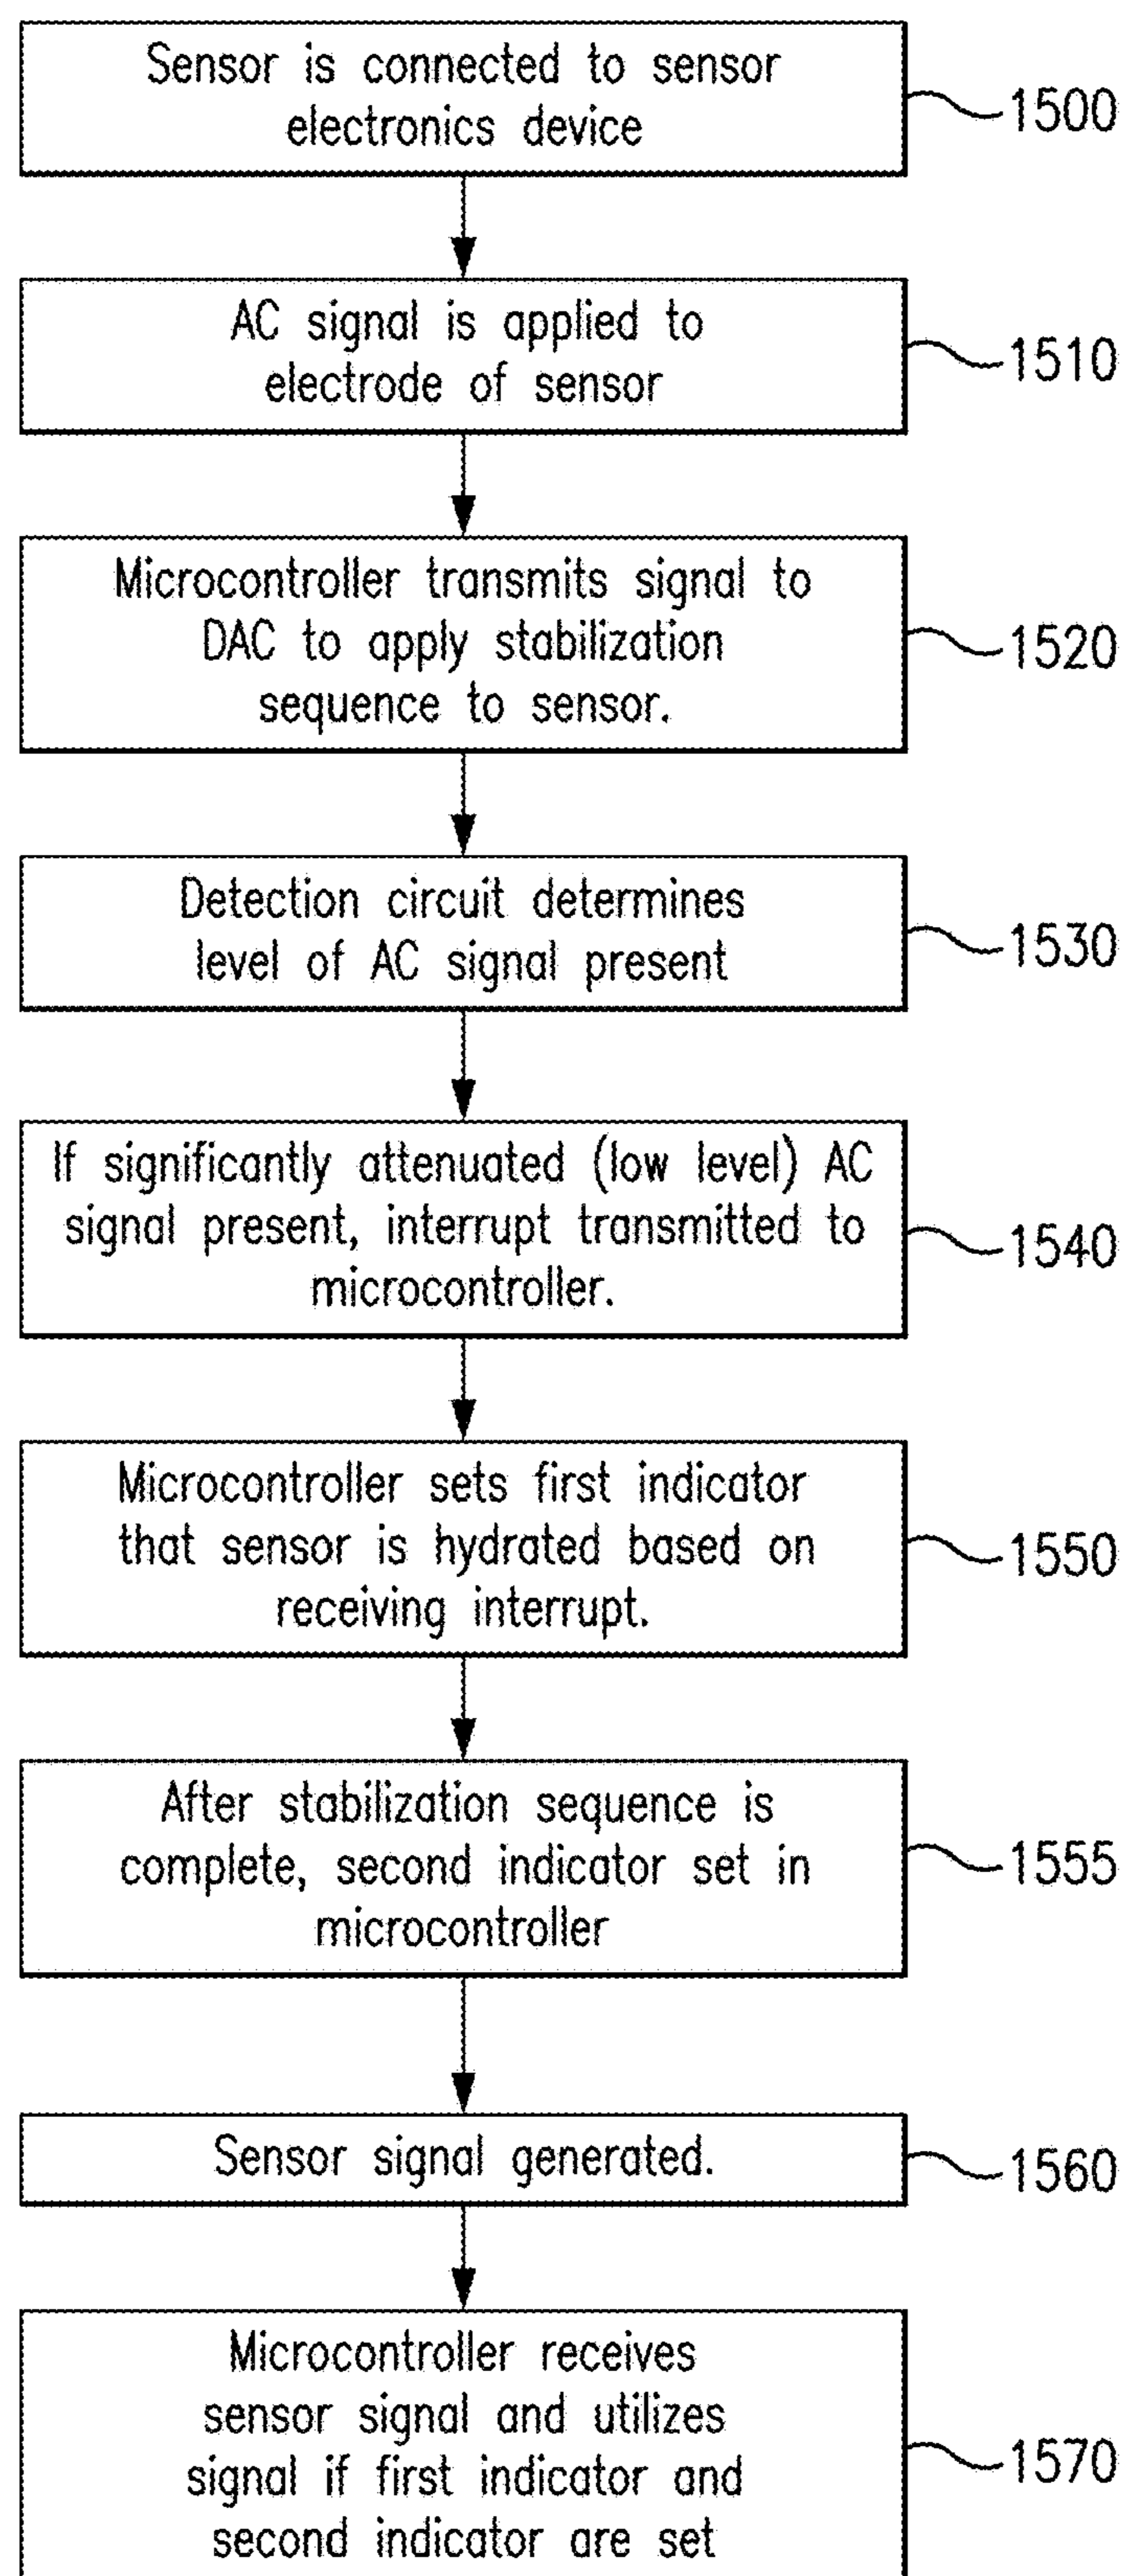 Sensor is connected to sensor
electronics device
1500
AC signal is applied to
electrode of sensor
1510
Microcontroller transmits signal to
DAC to apply stabilization
sequence to sensor.
1520
Detection circuit determines
level of AC signal present
1530
If significantly attenuated (low level) AC
signal present, interrupt transmitted to
microcontroller.
1540
Microcontroller sets first indicator
that sensor is hydrated based on
receiving interrupt.
1550
After stabilization sequence is
complete, second indicator set in
microcontroller
1555
Sensor signal generated.
1560
Microcontroller receives
sensor signal and utilizes
signal if first indicator and
second indicator are set
1570